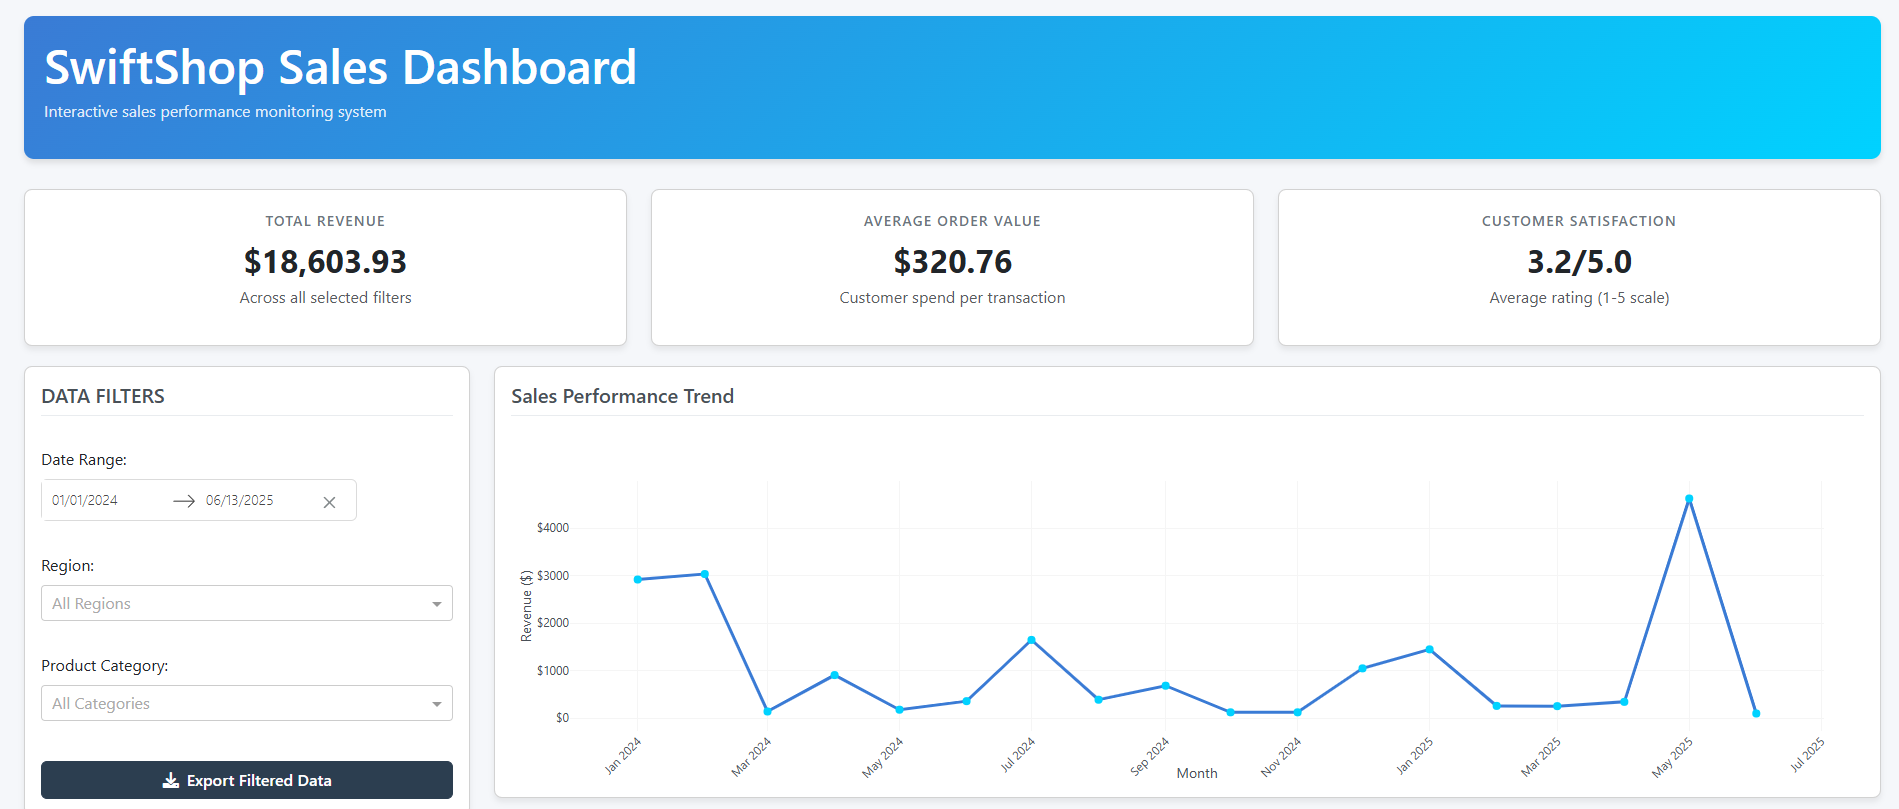 SwiftShop Sales Dashboard
Interactive sales performance monitoring system
TOTAL REVENUE
$18,603.93
Across all selected filters
AVERAGE ORDER VALUE
$320.76
Customer spend per transaction
CUSTOMER SATISFACTION
3.2/5.0
Average rating (1-5 scale)
DATA FILTERS
Date Range:
01/01/2024 → 06/13/2025 ×
Region:
All Regions
Product Category:
All Categories
Export Filtered Data
Sales Performance Trend
Revenue ($)
$4000
$3000
$2000
$1000
$0
Jan 2024
Mar 2024
May 2024
Jul 2024
Sep 2024
Nov 2024
Jan 2025
Mar 2025
May 2025
Jul 2025
Month